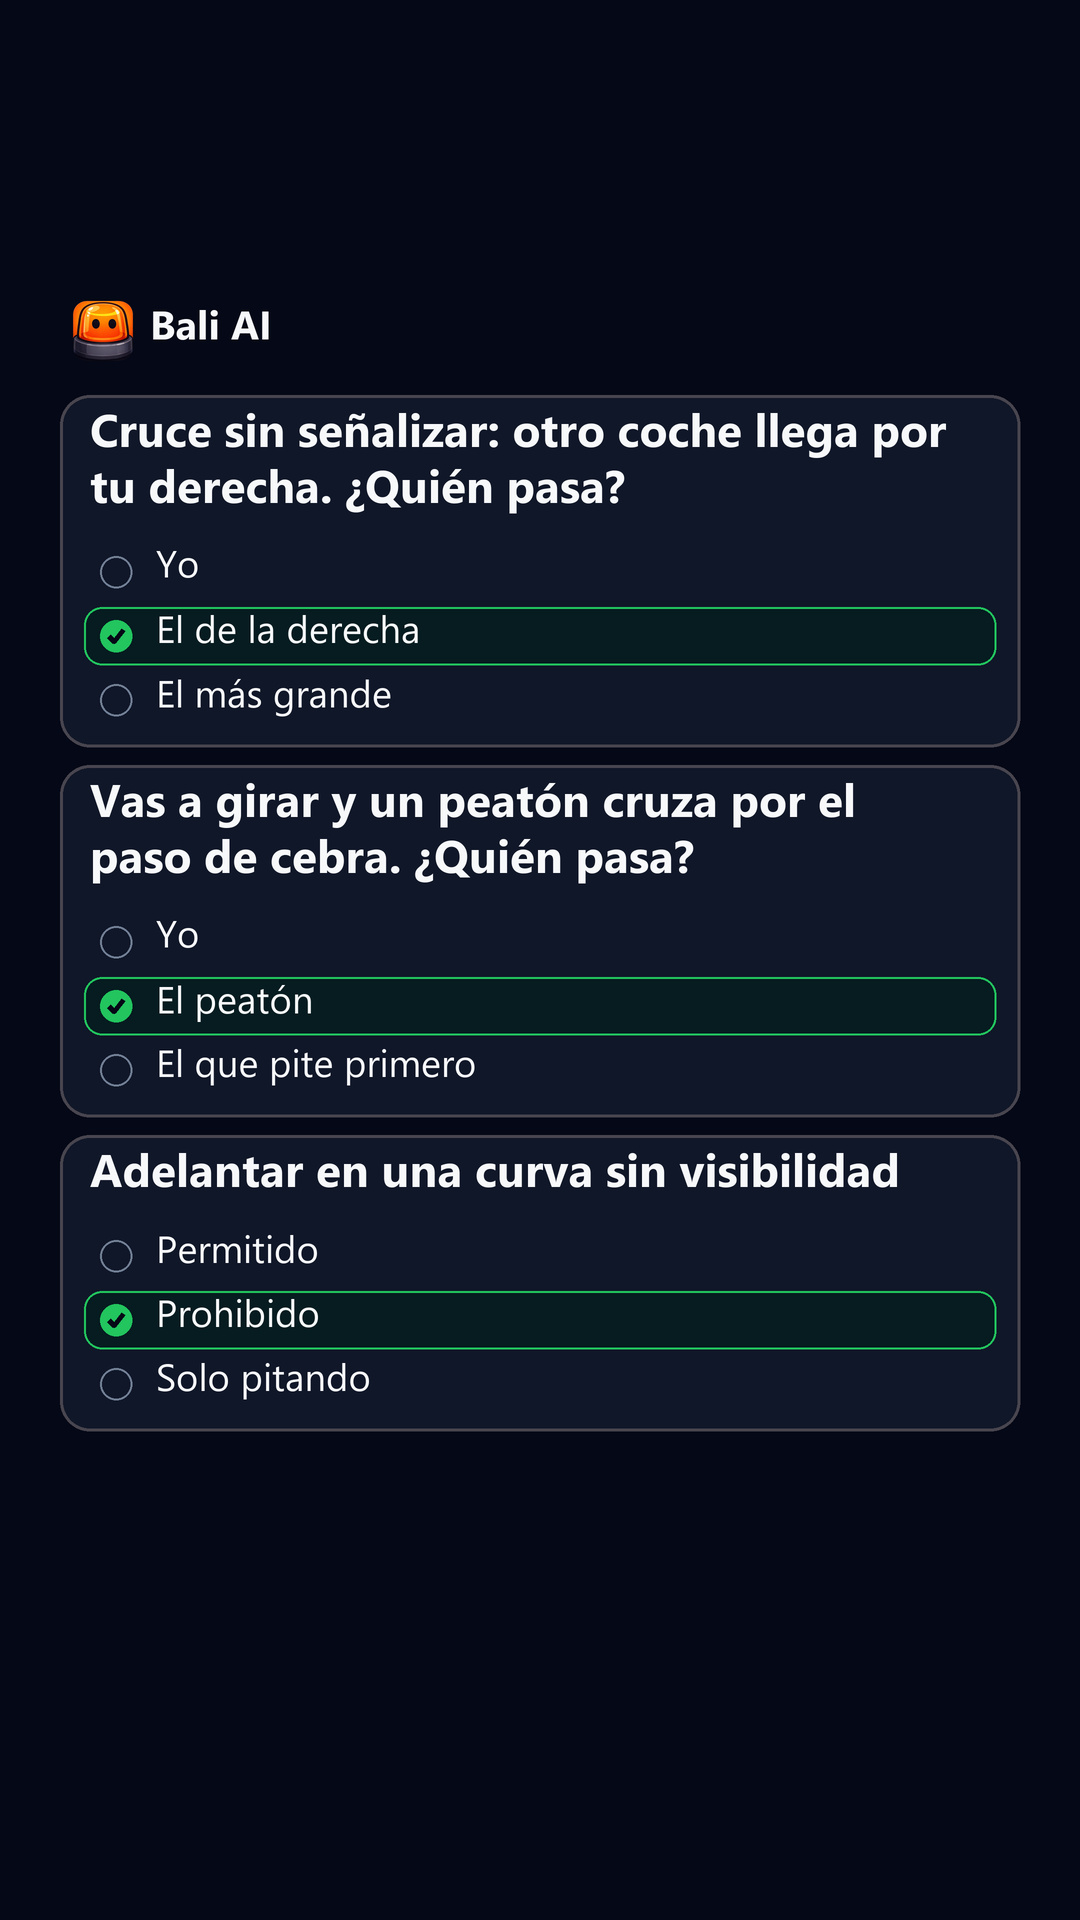 Bali AI
Cruce sin señalizar: otro coche llega por
tu derecha. ¿Quién pasa?
Yo
El de la derecha
El más grande
Vas a girar y un peatón cruza por el
paso de cebra. ¿Quién pasa?
Yo
El peatón
El que pite primero
Adelantar en una curva sin visibilidad
Permitido
Prohibido
Solo pitando